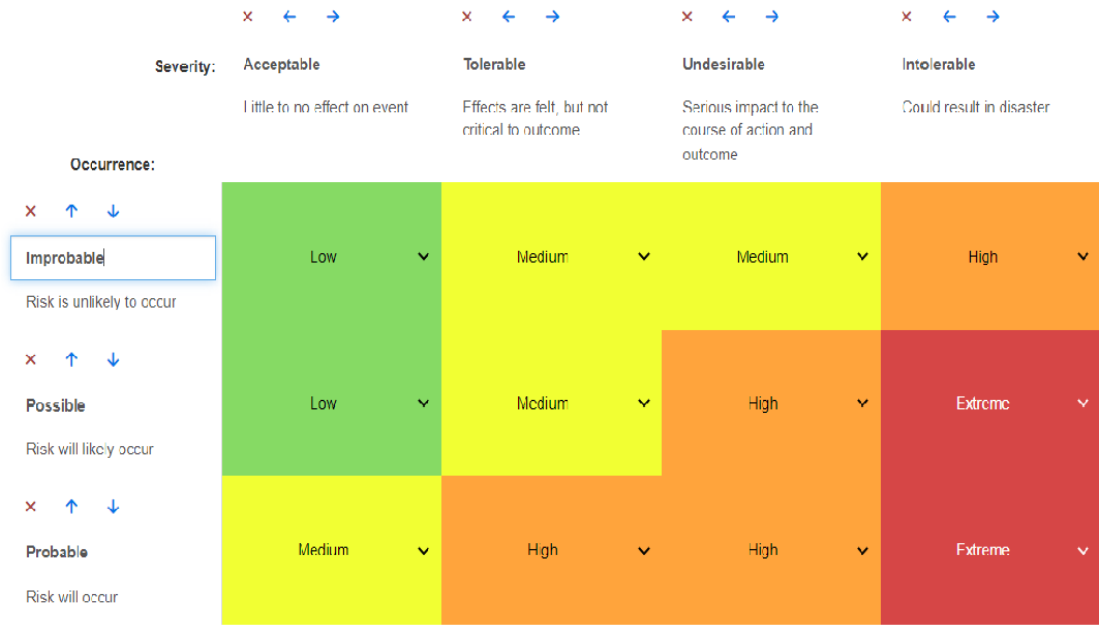 Severity:
Acceptable
Tolerable
Undesirable
Intolerable
Little to no effect on event
Effects are felt, but not
critical to outcome
Serious impact to the
course of action and
outcome
Could result in disaster
Occurrence:
Improbable
Risk is unlikely to occur
Low
Medium
Medium
High
Possible
Risk will likely occur
Low
Medium
High
Extreme
Probable
Risk will occur
Medium
High
High
Extreme